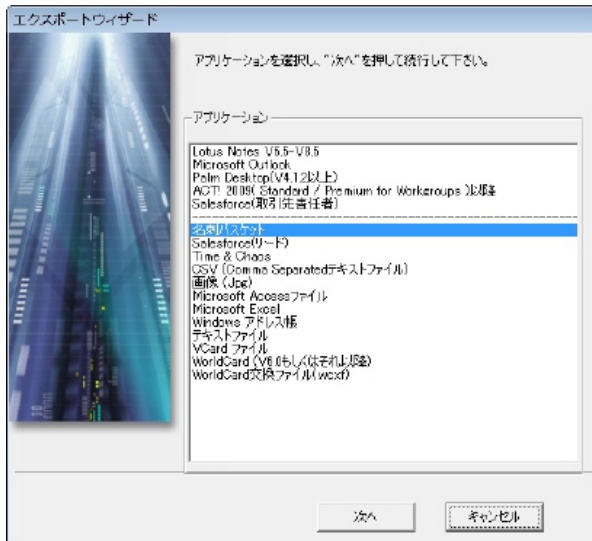 エクスポートウィザード
アプリケーションを選択し、"次へ"を押して続行して下さい。
アプリケーション
Lotus Notes V6.5-V8.5
Microsoft Outlook
Palm Desktop(V4.1.2以上)
ACT! 2009( Standard / Premium for Workgroups )以降
Salesforce(取引先責任者)
名刺バスケット
Salesforce(リード)
Time & Chaos
CSV (Comma Separatedテキストファイル)
画像 (Jpg)
Microsoft Accessファイル
Microsoft Excel
Windows アドレス帳
テキストファイル
VCard ファイル
WorldCard (V6.0もしくはそれ以降)
WorldCard交換ファイル(.wcxf)
次へ
キャンセル